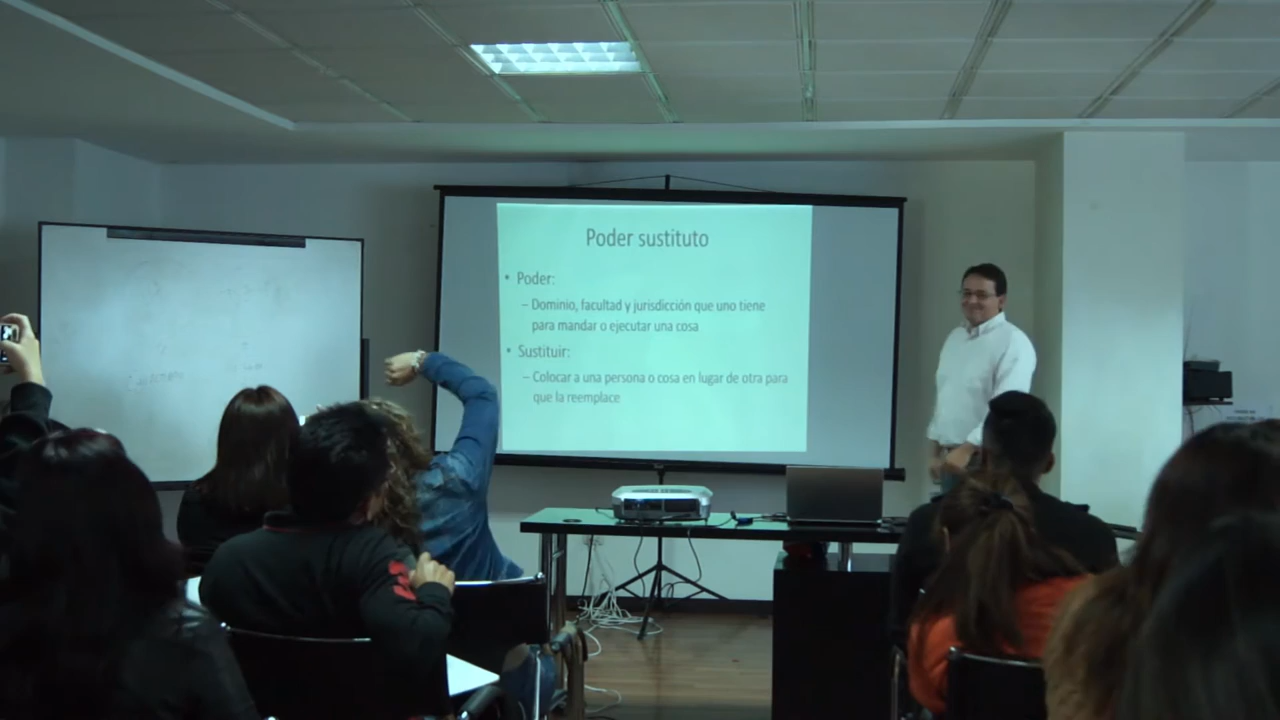 Poder sustituto
• Poder:
– Dominio, facultad y jurisdicción que uno tiene
para mandar o ejecutar una cosa
• Sustituir:
– Colocar a una persona o cosa en lugar de otra para
que la reemplace